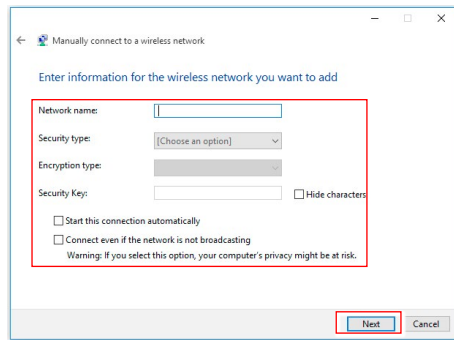 Manually connect to a wireless network
Enter information for the wireless network you want to add
Network name:
Security type: [Choose an option]
Encryption type:
Security Key: Hide characters
Start this connection automatically
Connect even if the network is not broadcasting
Warning: If you select this option, your computer's privacy might be at risk.
Next Cancel